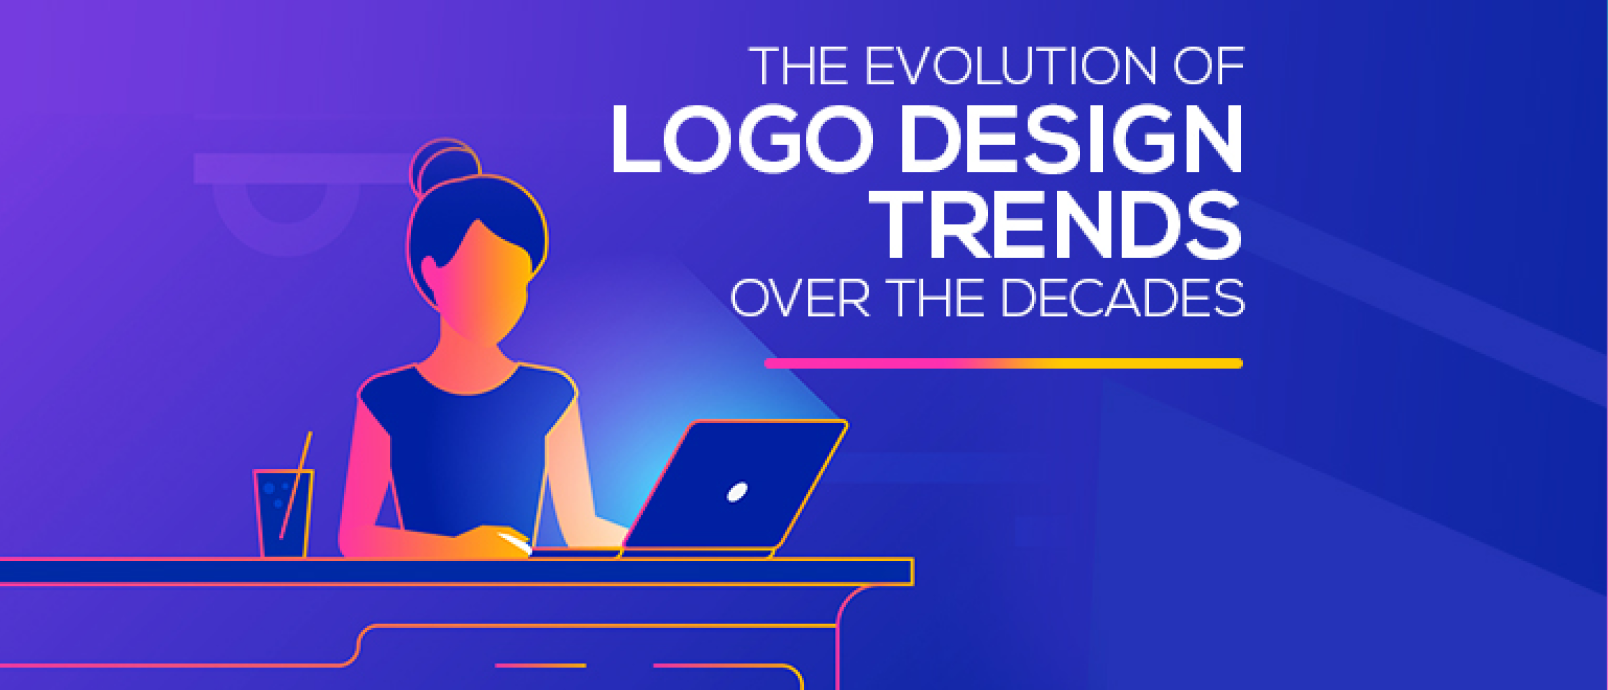 THE EVOLUTION OF
LOGO DESIGN
TRENDS
OVER THE DECADES